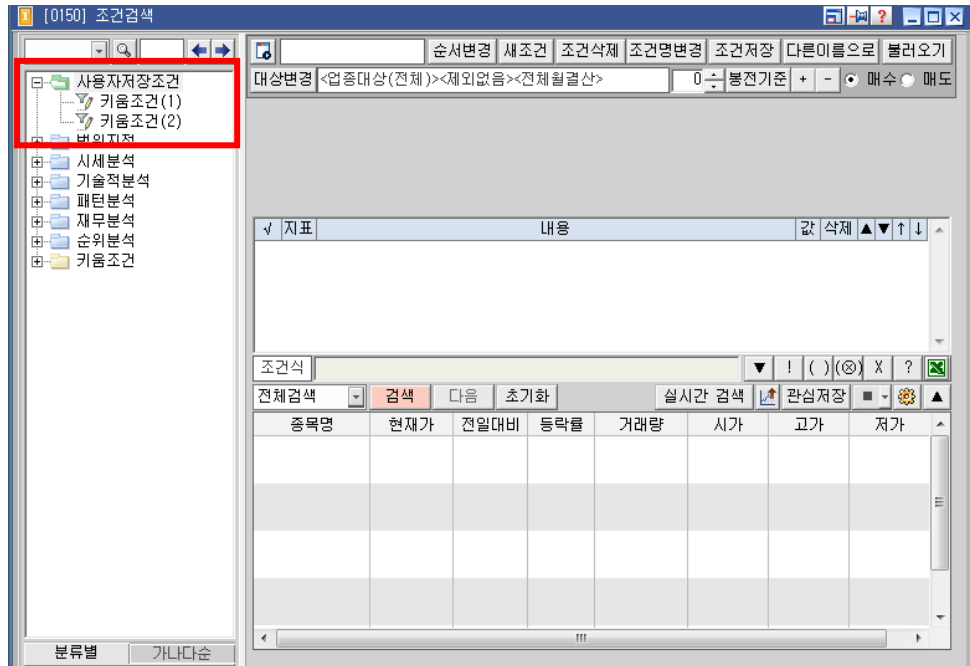 [0150] 조건검색
순서변경 새조건 조건삭제 조건명변경 조건저장 다른이름으로 불러오기
대상변경 <업종대상(전체)><제외없음><전체월결산> 0 봉전기준 + - 매수 매도
사용자저장조건
키움조건(1)
키움조건(2)
범위지정
시세분석
기술적분석
패턴분석
재무분석
순위분석
키움조건
√ 지표 내용 값 삭제 ▲ ▼ ↑ ↓
조건식 ▼ ! ( ) (⊗) X ?
전체검색 검색 다음 초기화 실시간 검색 관심저장 ■ ▲
종목명 현재가 전일대비 등락률 거래량 시가 고가 저가
분류별 가나다순